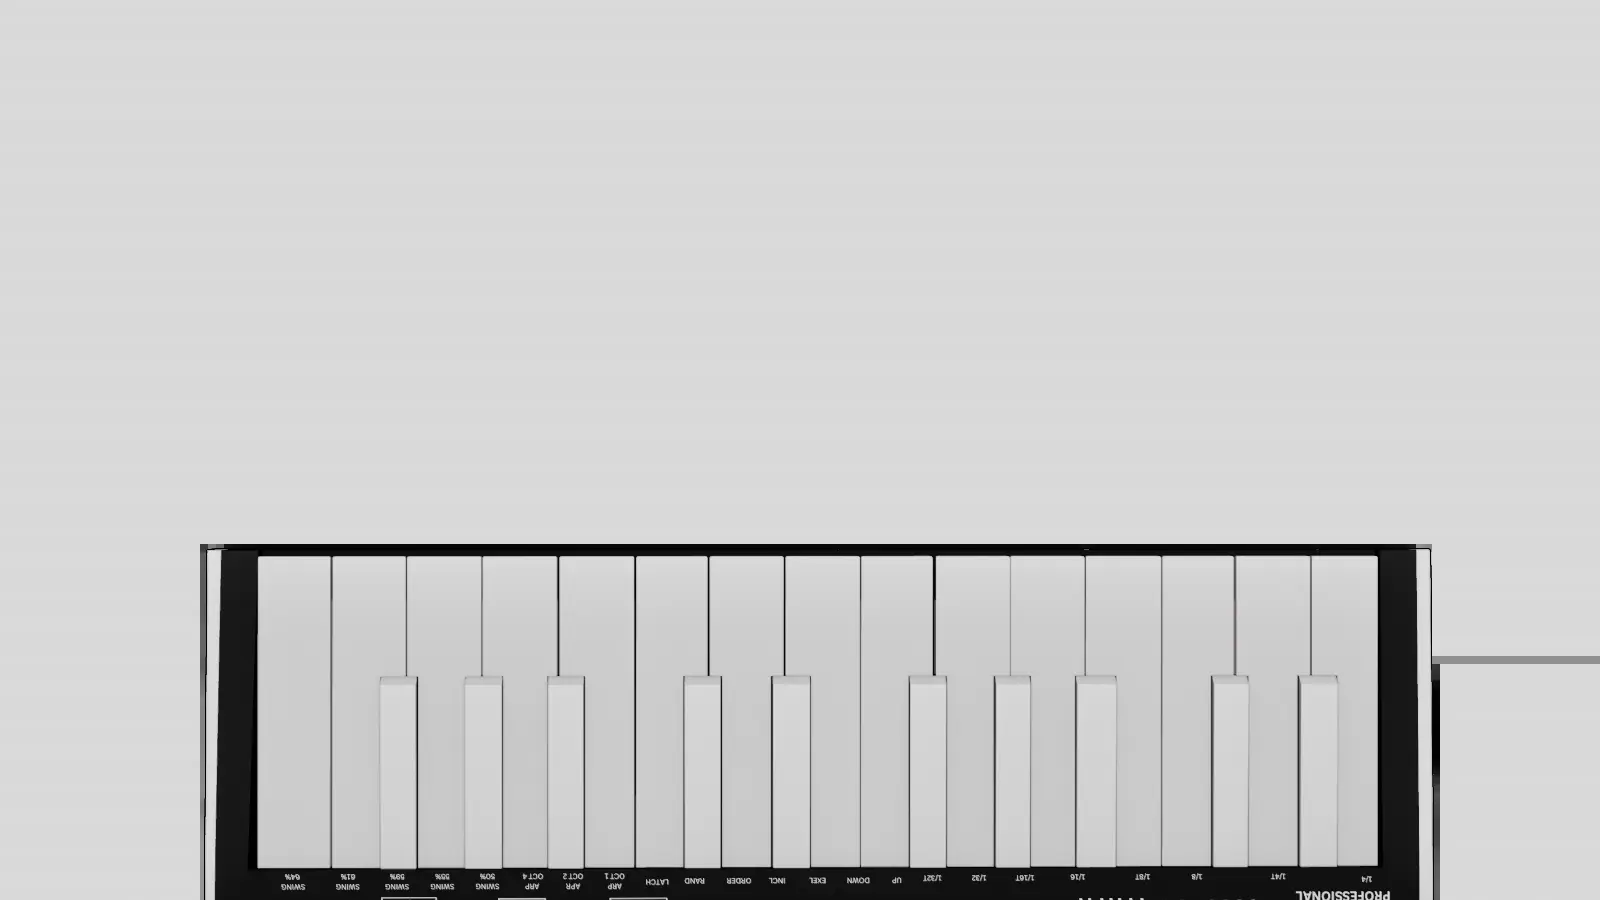 1/4
1/4T
1/8
1/8T
1/16
1/16T
1/32
1/32T
UP
DOWN
EXEL
INCL
ORDER
RAND
LATCH
ARP
OCT 1
APR
OCT 2
ARP
OCT 4
SWING
50%
SWING
55%
SWING
59%
SWING
61%
SWING
64%
PROFESSIONAL